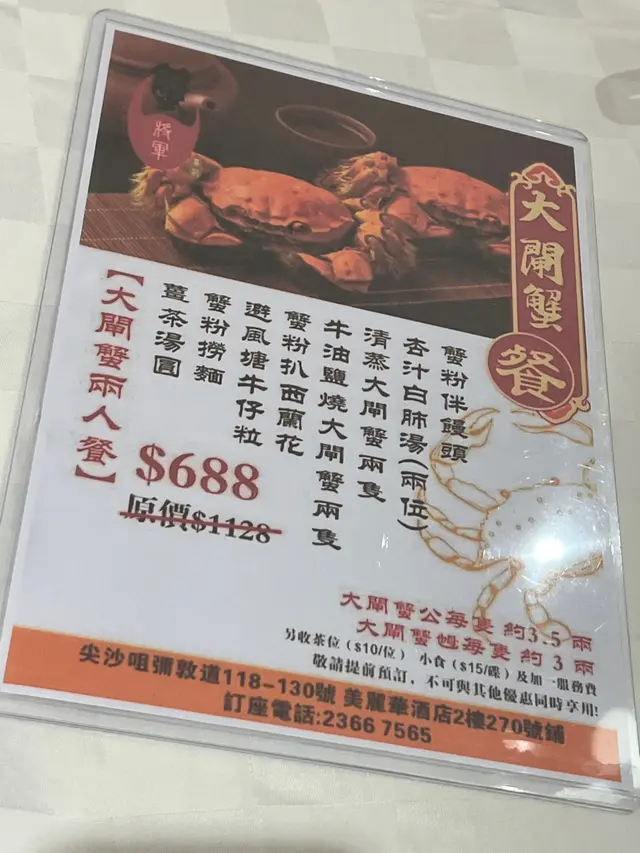 將軍
大閘蟹餐
蟹粉伴饅頭
杏汁白肺湯(兩位)
清蒸大閘蟹兩隻
牛油鹽燒大閘蟹兩隻
蟹粉扒西蘭花
避風塘牛仔粒
蟹粉撈麵
薑茶湯圓
【大閘蟹兩人餐】
$688
原價$1128
大閘蟹公每隻 約3.5 兩
大閘蟹乸每隻 約 3 兩
另收茶位 ($10/位) 小食 ($15/碟) 及加一服務費
敬請提前預訂，不可與其他優惠同時享用!
尖沙咀彌敦道118-130號 美麗華酒店2樓270號鋪
訂座電話:2366 7565